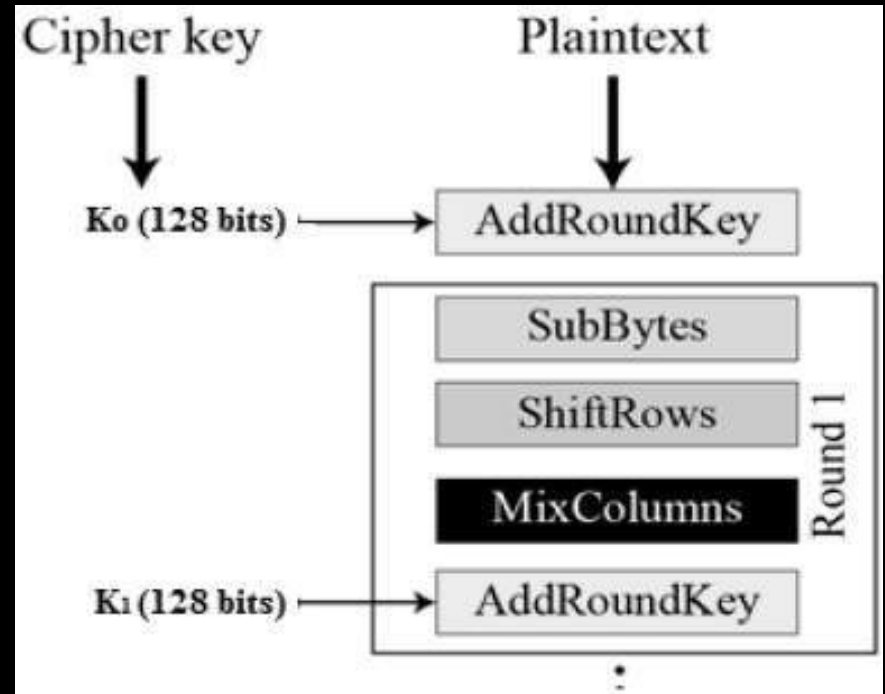 Cipher key Plaintext
K0 (128 bits) AddRoundKey
SubBytes
ShiftRows
MixColumns
Round 1
K1 (128 bits) AddRoundKey